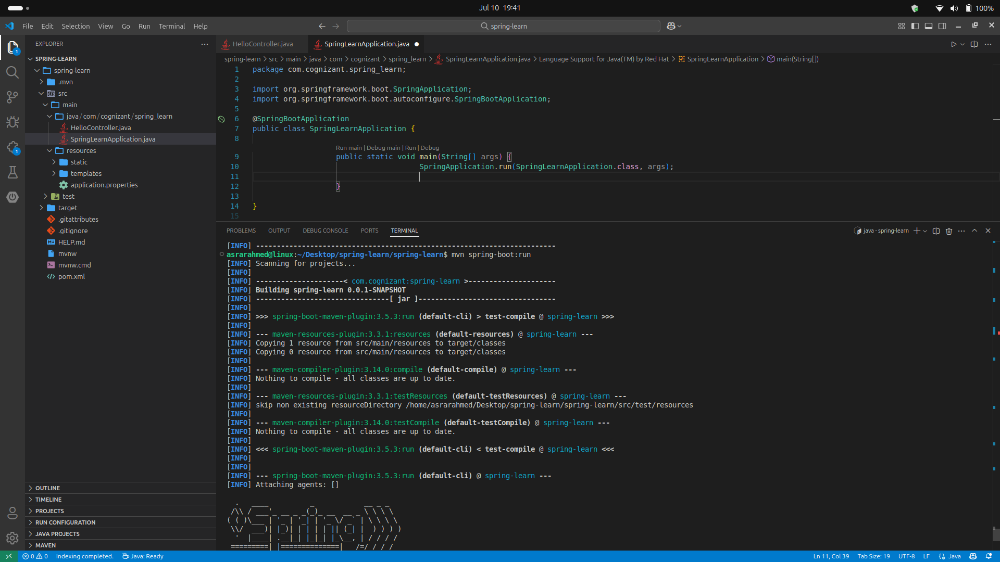 Jul 10 19:41
100%
File Edit Selection View Go Run Terminal Help
spring-learn
EXPLORER
HelloController.java
SpringLearnApplication.java
spring-learn > src > main > java > com > cognizant > spring_learn > SpringLearnApplication.java > Language Support for Java(TM) by Red Hat > SpringLearnApplication > main(String[])
SPRING-LEARN
spring-learn
.mvn
src
main
java/com/cognizant/spring_learn
HelloController.java
SpringLearnApplication.java
resources
static
templates
application.properties
test
target
.gitattributes
.gitignore
HELP.md
mvnw
mvnw.cmd
pom.xml
OUTLINE
TIMELINE
PROJECTS
RUN CONFIGURATION
JAVA PROJECTS
MAVEN
1 package com.cognizant.spring_learn;
2
3 import org.springframework.boot.SpringApplication;
4 import org.springframework.boot.autoconfigure.SpringBootApplication;
5
6 @SpringBootApplication
7 public class SpringLearnApplication {
8
Run main | Debug main | Run | Debug
9 public static void main(String[] args) {
10 SpringApplication.run(SpringLearnApplication.class, args);
11
12 }
13
14 }
15
PROBLEMS OUTPUT DEBUG CONSOLE PORTS TERMINAL
java - spring-learn
[INFO] ------------------------------------------------------------------------
asrarahmed@linux:~/Desktop/spring-learn/spring-learn$ mvn spring-boot:run
[INFO] Scanning for projects...
[INFO]
[INFO] ---------------------< com.cognizant:spring-learn >---------------------
[INFO] Building spring-learn 0.0.1-SNAPSHOT
[INFO] --------------------------------[ jar ]---------------------------------
[INFO]
[INFO] >>> spring-boot-maven-plugin:3.5.3:run (default-cli) > test-compile @ spring-learn >>>
[INFO]
[INFO] --- maven-resources-plugin:3.3.1:resources (default-resources) @ spring-learn ---
[INFO] Copying 1 resource from src/main/resources to target/classes
[INFO] Copying 0 resource from src/main/resources to target/classes
[INFO]
[INFO] --- maven-compiler-plugin:3.14.0:compile (default-compile) @ spring-learn ---
[INFO] Nothing to compile - all classes are up to date.
[INFO]
[INFO] --- maven-resources-plugin:3.3.1:testResources (default-testResources) @ spring-learn ---
[INFO] skip non existing resourceDirectory /home/asrarahmed/Desktop/spring-learn/spring-learn/src/test/resources
[INFO]
[INFO] --- maven-compiler-plugin:3.14.0:testCompile (default-testCompile) @ spring-learn ---
[INFO] Nothing to compile - all classes are up to date.
[INFO]
[INFO] <<< spring-boot-maven-plugin:3.5.3:run (default-cli) < test-compile @ spring-learn <<<
[INFO]
[INFO]
[INFO] --- spring-boot-maven-plugin:3.5.3:run (default-cli) @ spring-learn ---
[INFO] Attaching agents: []
  .   ____          _            __ _ _
 /\\ / ___'_ __ _ _(_)_ __  __ _ \ \ \ \
( ( )\___ | '_ | '_| | '_ \/ _` | \ \ \ \
 \\/  ___)| |_)| | | | | || (_| |  ) ) ) )
  '  |____| .__|_| |_|_| |_\__, | / / / /
 =========|_|==============|___/=/_/_/_/
0 0 Indexing completed. Java: Ready
Ln 11, Col 39 Tab Size: 19 UTF-8 LF {} Java